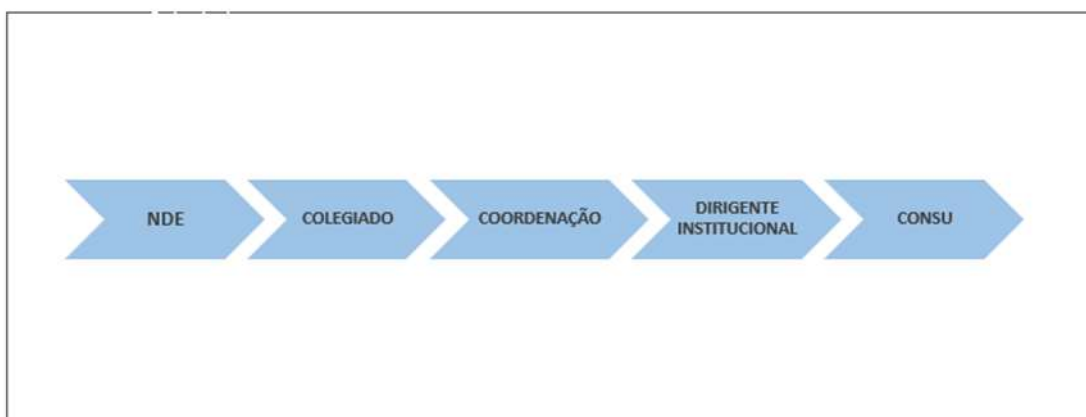 NDE
COLEGIADO
COORDENAÇÃO
DIRIGENTE
INSTITUCIONAL
CONSU